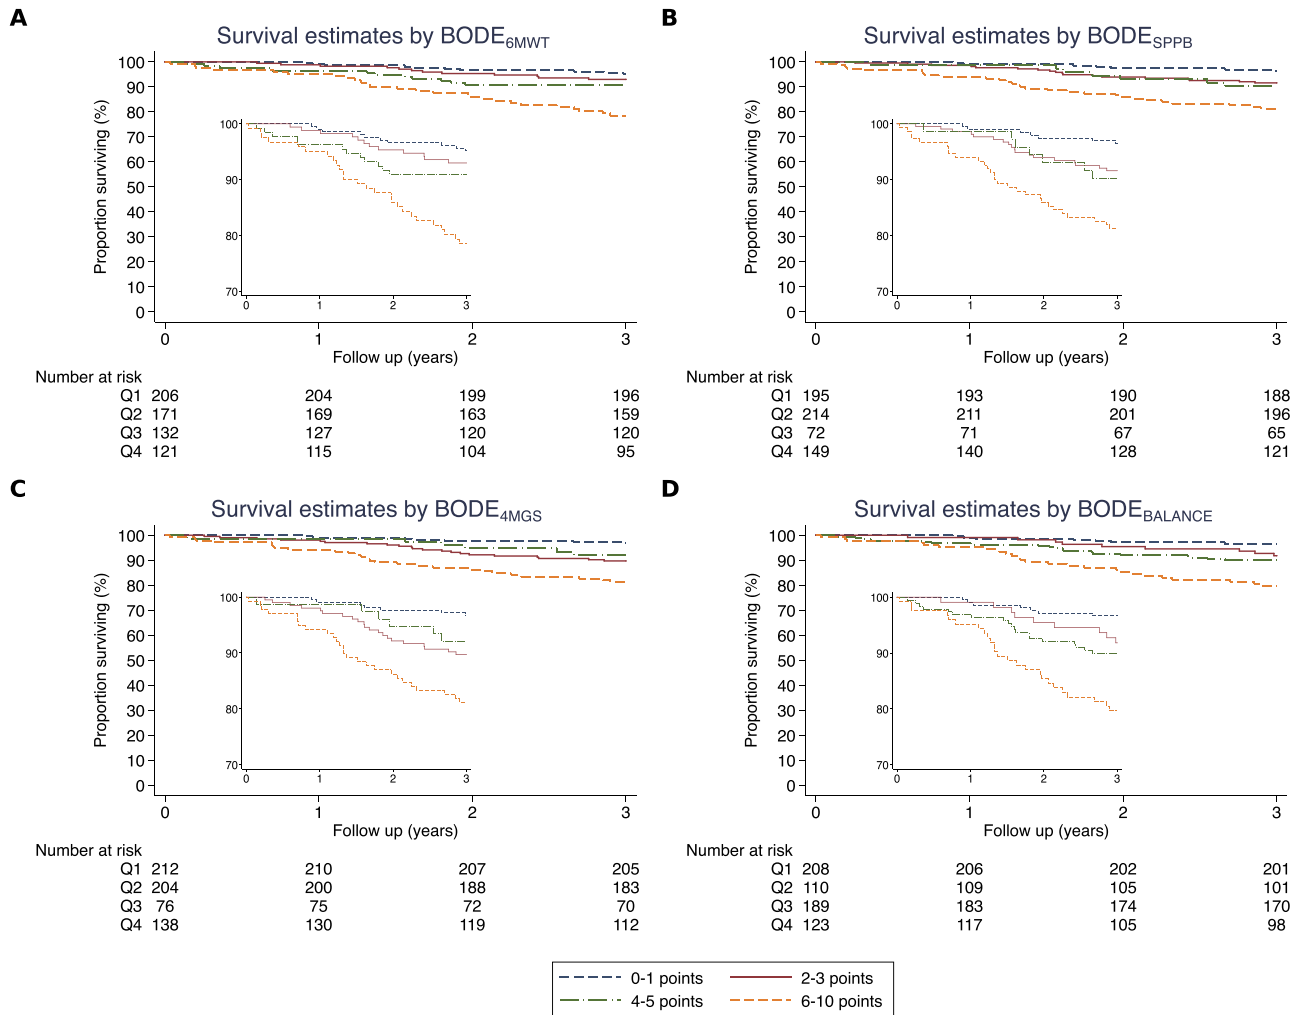 A
Survival estimates by BODE6MWT
Proportion surviving (%)
100
90
80
70
60
50
40
30
20
10
0
100
90
80
70
0 1 2 3
0 1 2 3
Follow up (years)
Number at risk
Q1 206 204 199 196
Q2 171 169 163 159
Q3 132 127 120 120
Q4 121 115 104 95
B
Survival estimates by BODESPPB
Proportion surviving (%)
100
90
80
70
60
50
40
30
20
10
0
100
90
80
70
0 1 2 3
0 1 2 3
Follow up (years)
Number at risk
Q1 195 193 190 188
Q2 214 211 201 196
Q3 72 71 67 65
Q4 149 140 128 121
C
Survival estimates by BODE4MGS
Proportion surviving (%)
100
90
80
70
60
50
40
30
20
10
0
100
90
80
70
0 1 2 3
0 1 2 3
Follow up (years)
Number at risk
Q1 212 210 207 205
Q2 204 200 188 183
Q3 76 75 72 70
Q4 138 130 119 112
D
Survival estimates by BODEBALANCE
Proportion surviving (%)
100
90
80
70
60
50
40
30
20
10
0
100
90
80
70
0 1 2 3
0 1 2 3
Follow up (years)
Number at risk
Q1 208 206 202 201
Q2 110 109 105 101
Q3 189 183 174 170
Q4 123 117 105 98
0-1 points 2-3 points
4-5 points 6-10 points